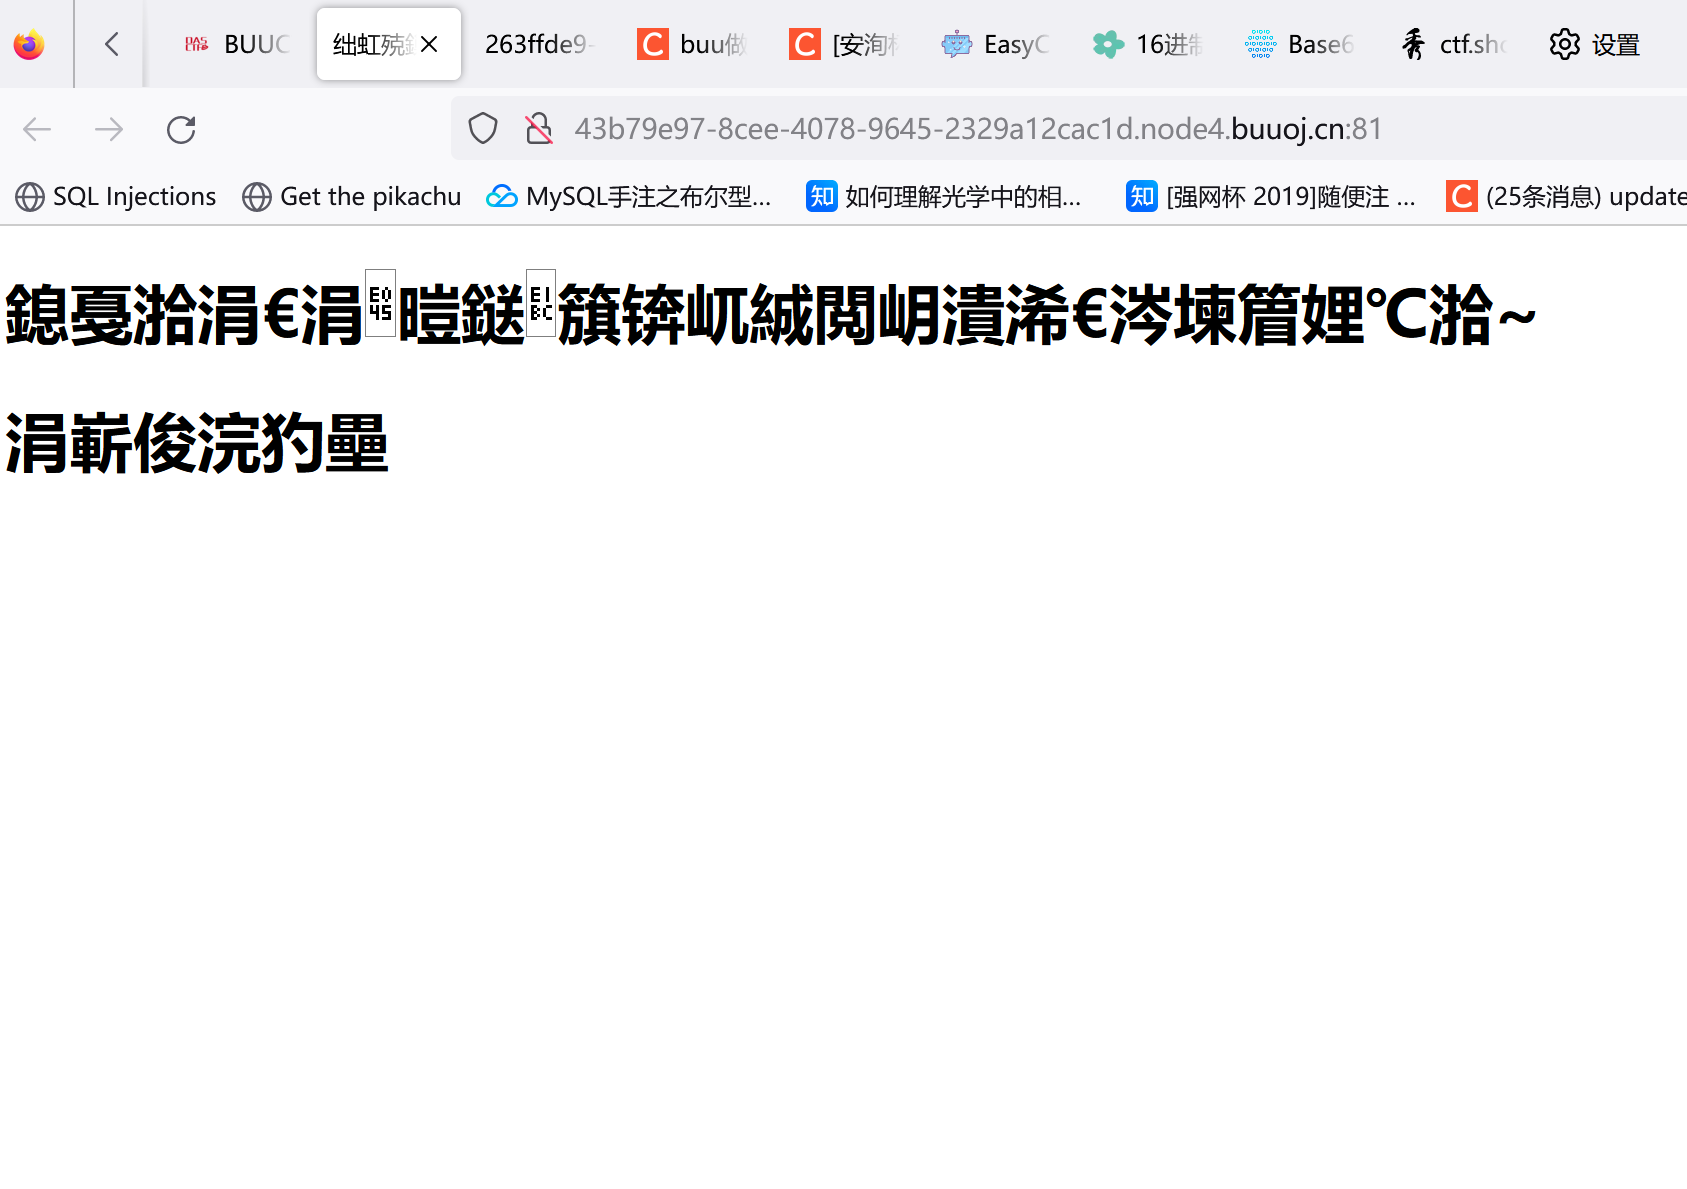 BUUC
绌虹殑
263ffde9-
buu做
[安洵杯
EasyC
16进制
Base6
ctf.sho
设置
43b79e97-8cee-4078-9645-2329a12cac1d.node4.buuoj.cn:81
SQL Injections
Get the pikachu
MySQL手注之布尔型...
知 如何理解光学中的相...
知 [强网杯 2019]随便注 ...
C (25条消息) update
鎴戞湁涓€涓暟鎹簱锛屼絾閲岄潰浠€涔堜篃娌℃湁~
涓嶄俊浣犳壘